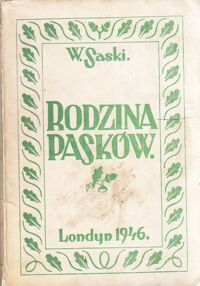 W. Saski.
RODZINA
PASKÓW.
Londyn 1946.